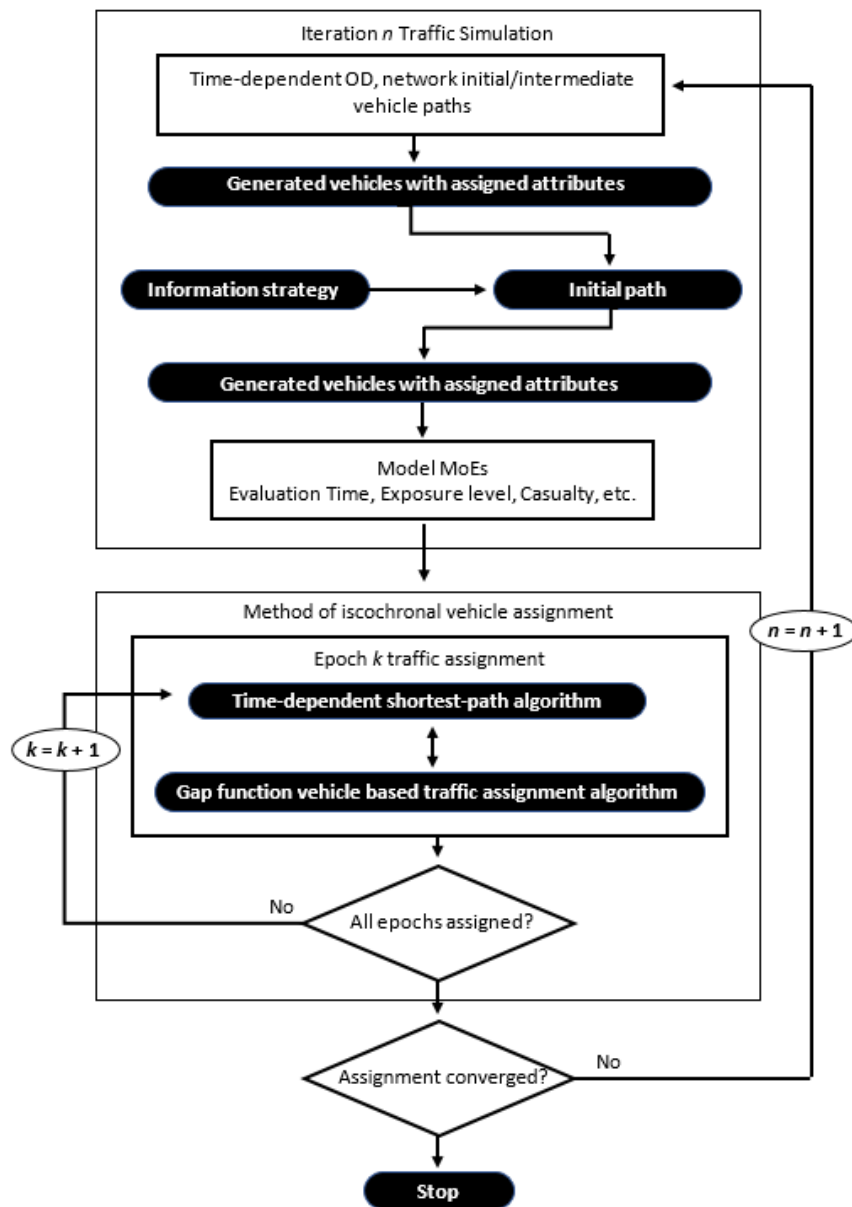 Iteration n Traffic Simulation
Time-dependent OD, network initial/intermediate
vehicle paths
Generated vehicles with assigned attributes
Information strategy
Initial path
Generated vehicles with assigned attributes
Model MoEs
Evaluation Time, Exposure level, Casualty, etc.
Method of iscochronal vehicle assignment
n = n + 1
Epoch k traffic assignment
Time-dependent shortest-path algorithm
k = k + 1
Gap function vehicle based traffic assignment algorithm
No
All epochs assigned?
No
Assignment converged?
Stop